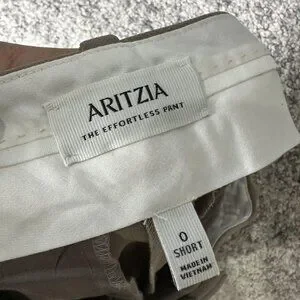 ARITZIA
THE EFFORTLESS PANT
0
SHORT
MADE IN
VIETNAM